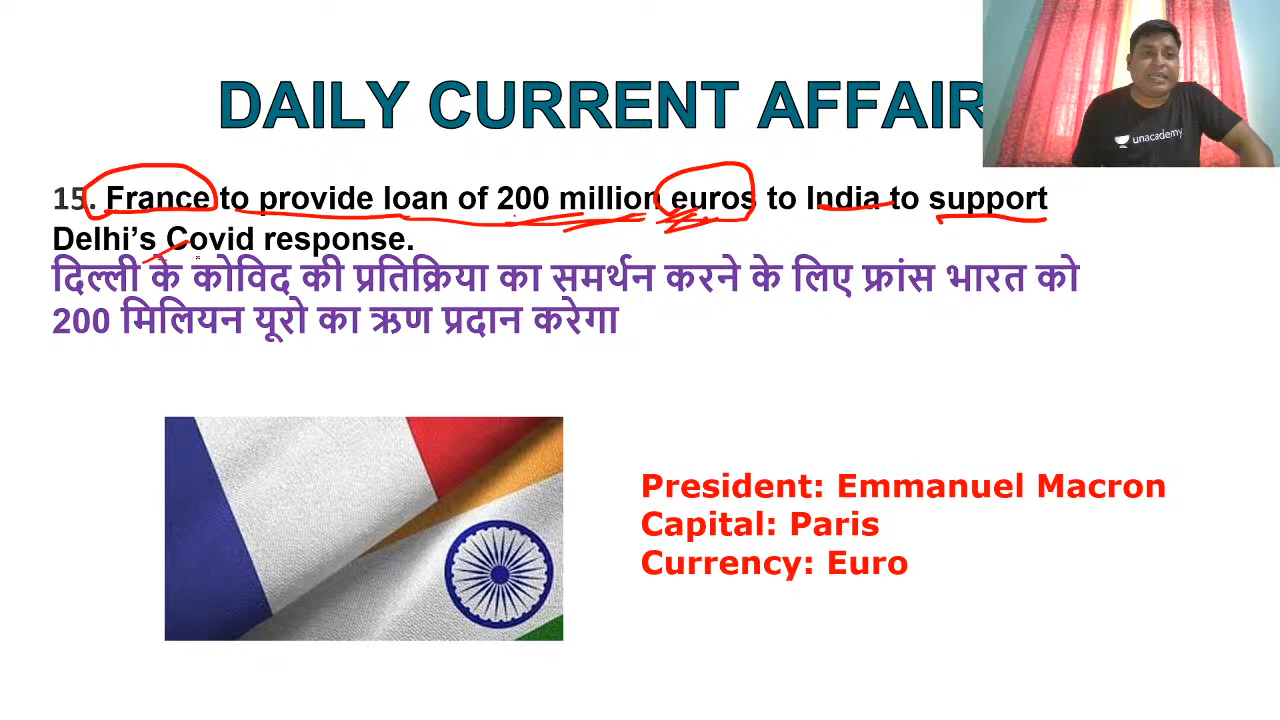 DAILY CURRENT AFFAIR
unacademy
15. France to provide loan of 200 million euros to India to support
Delhi's Covid response.
दिल्ली के कोविद की प्रतिक्रिया का समर्थन करने के लिए फ्रांस भारत को
200 मिलियन यूरो का ऋण प्रदान करेगा
President: Emmanuel Macron
Capital: Paris
Currency: Euro